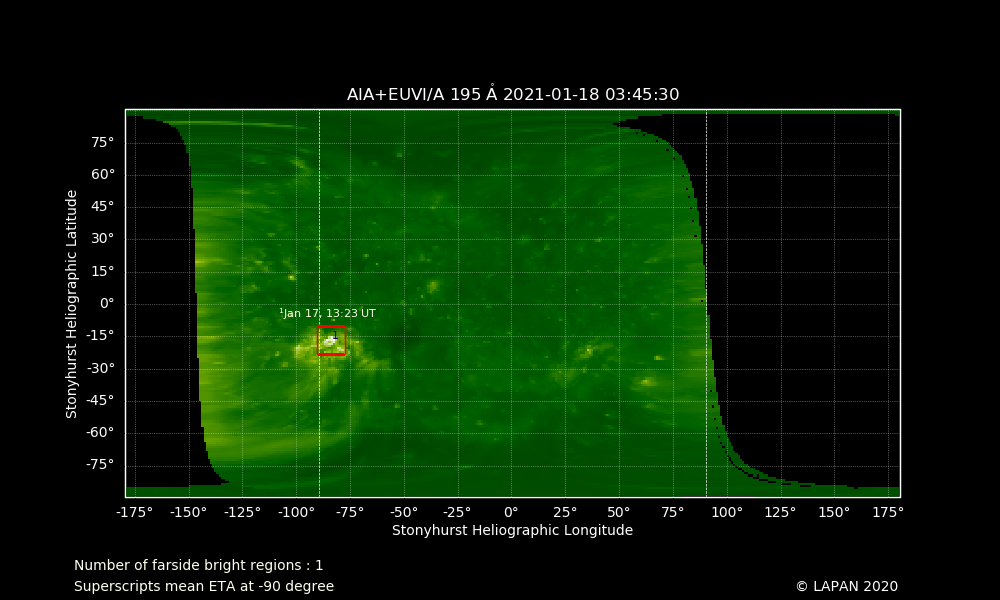 AIA+EUVI/A 195 Å 2021-01-18 03:45:30
75°
60°
45°
30°
15°
0°
-15°
-30°
-45°
-60°
-75°
Stonyhurst Heliographic Latitude
¹Jan 17, 13:23 UT
1
-175° -150° -125° -100° -75° -50° -25° 0° 25° 50° 75° 100° 125° 150° 175°
Stonyhurst Heliographic Longitude
Number of farside bright regions : 1
Superscripts mean ETA at -90 degree
© LAPAN 2020